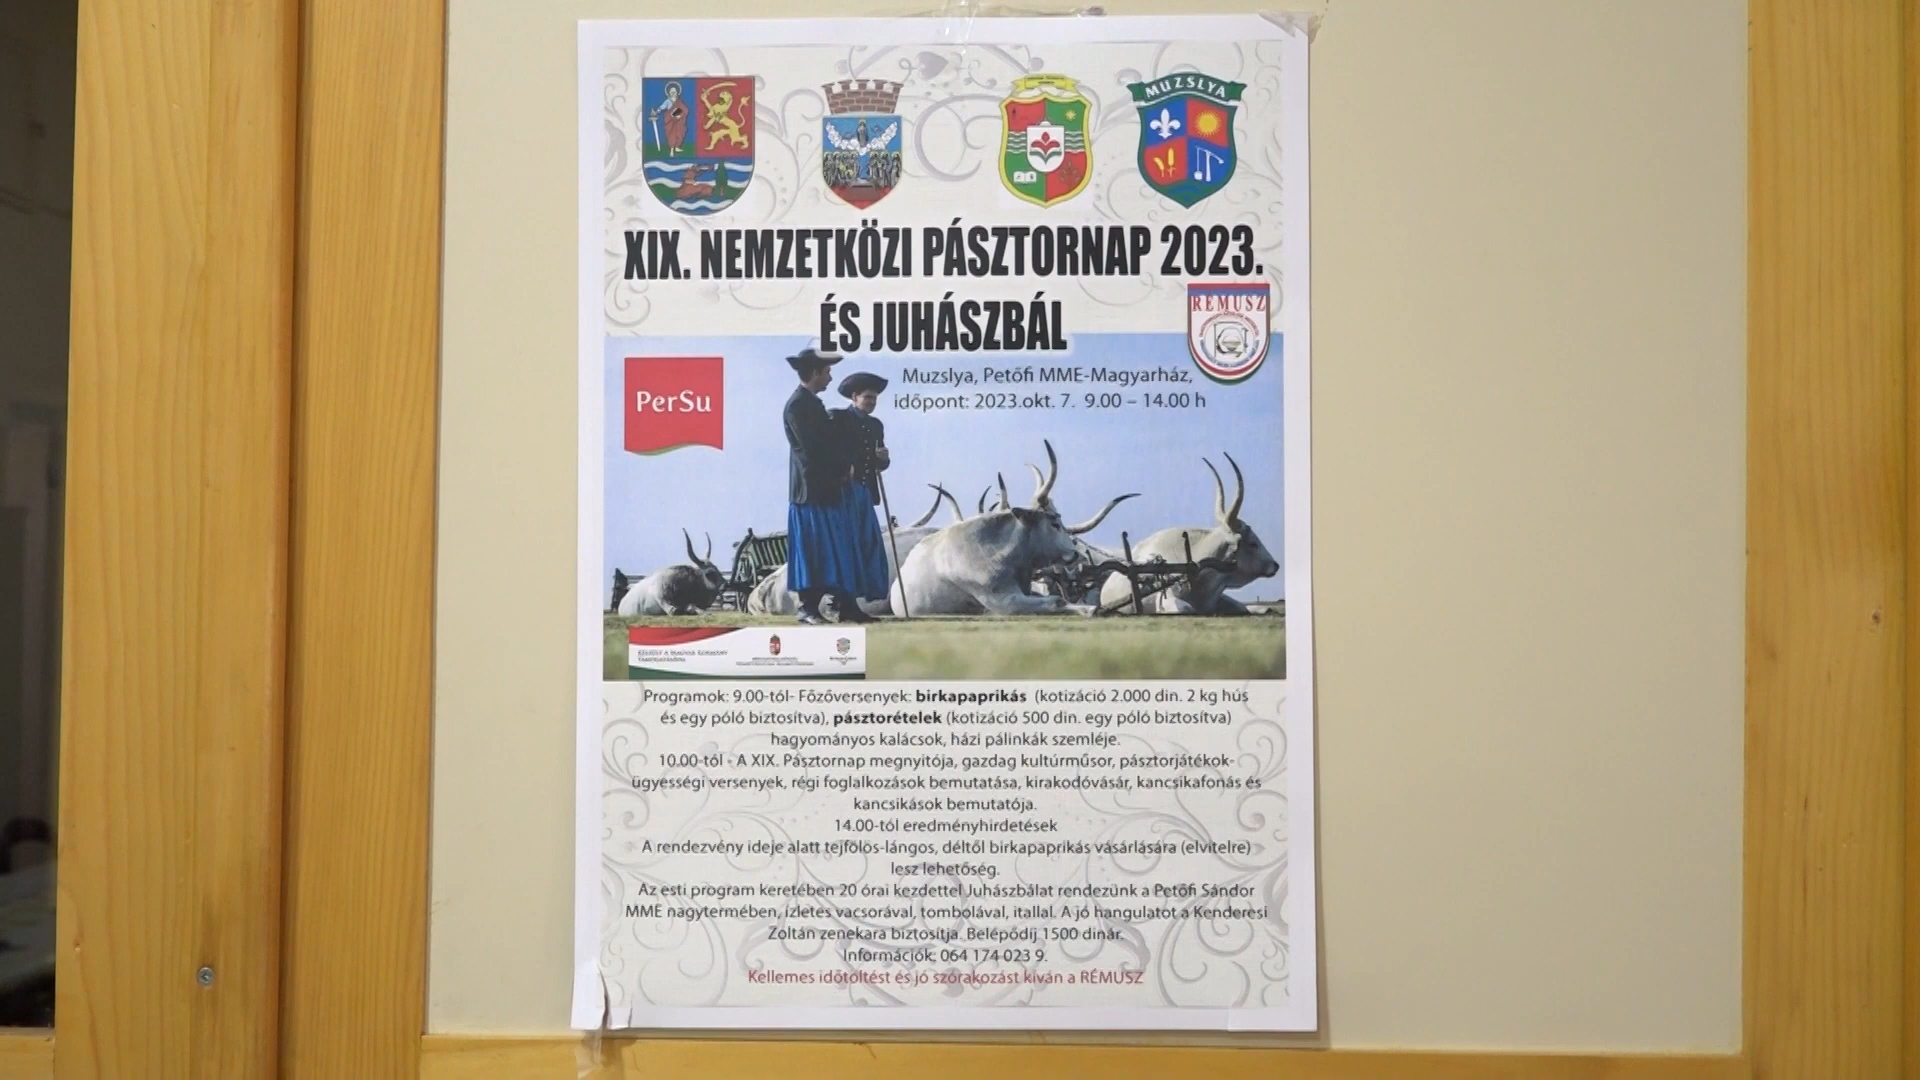 MUZSLYA
XIX. NEMZETKÖZI PÁSZTORNAP 2023.
ÉS JUHÁSZBÁL
RÉMUSZ
PerSu
Muzslya, Petőfi MME-Magyarház,
időpont: 2023.okt. 7. 9.00 – 14.00 h
KÉSZÜLT A MAGYAR KORMÁNY
TÁMOGATÁSÁVAL
Programok: 9.00-tól- Főzőversenyek: birkapaprikás (kotizáció 2.000 din. 2 kg hús
és egy póló biztosítva), pásztorételek (kotizáció 500 din. egy póló biztosítva)
hagyományos kalácsok, házi pálinkák szemléje.
10.00-től - A XIX. Pásztornap megnyitója, gazdag kultúrműsor, pásztorjátékok-
ügyességi versenyek, régi foglalkozások bemutatása, kirakodóvásár, kancsikafonás és
kancsikások bemutatója.
14.00-tól eredményhirdetések
A rendezvény ideje alatt tejfölös-lángos, déltől birkapaprikás vásárlására (elvitelre)
lesz lehetőség.
Az esti program keretében 20 órai kezdettel Juhászbálat rendezünk a Petőfi Sándor
MME nagytermében, ízletes vacsorával, tombolával, itallal. A jó hangulatot a Kenderesi
Zoltán zenekara biztosítja. Belépődíj 1500 dinár.
Információk: 064 174 023 9.
Kellemes időtöltést és jó szórakozást kíván a RÉMUSZ